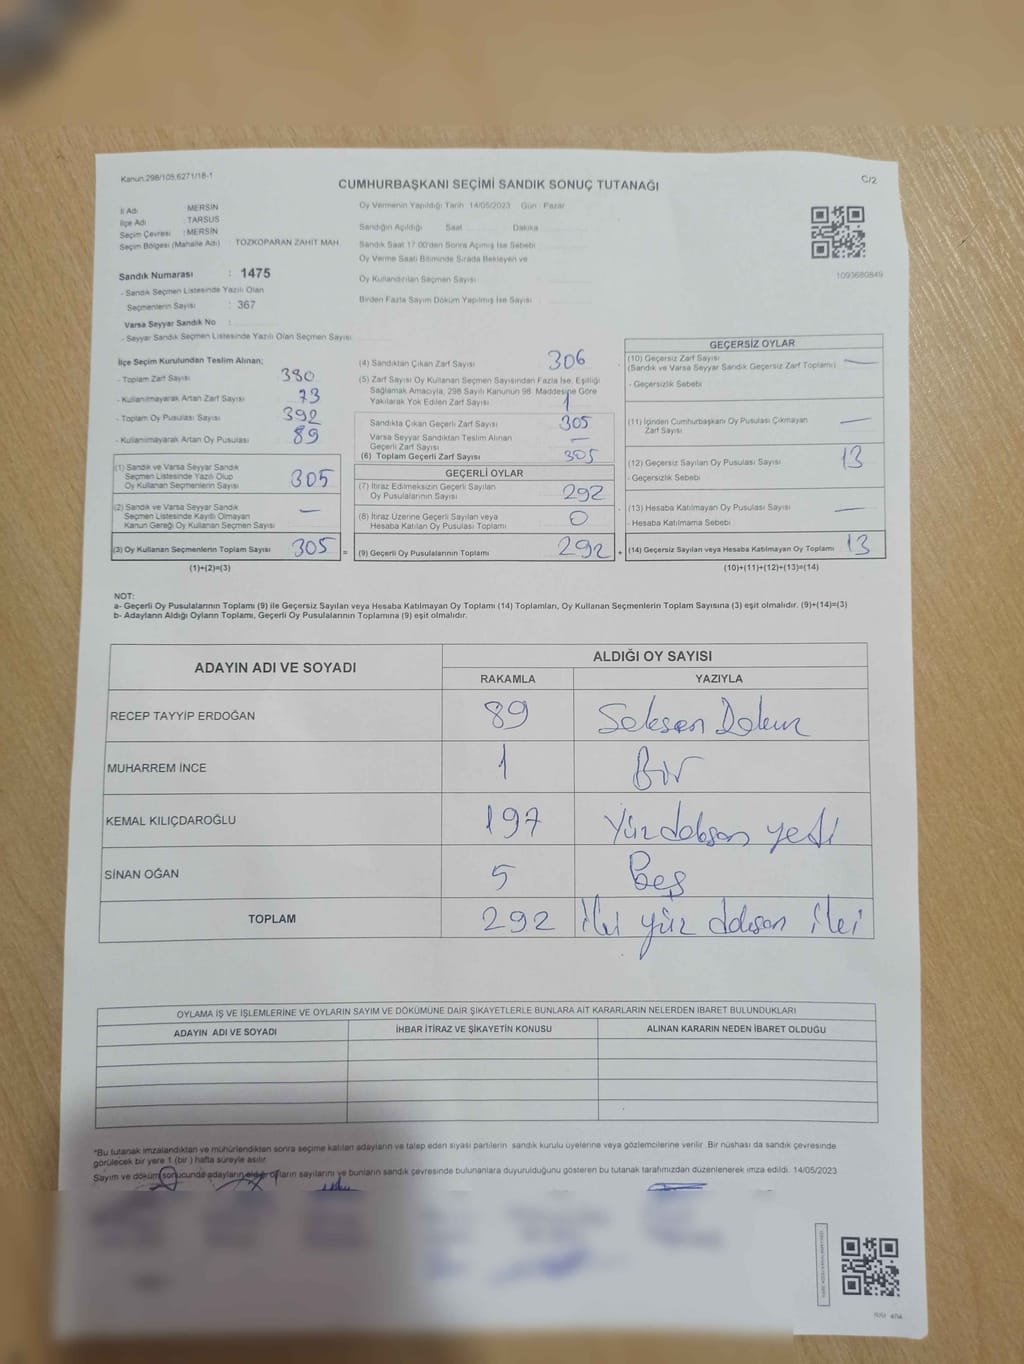 Kanun:298/105,6271/18-1
C/2
CUMHURBAŞKANI SEÇİMİ SANDIK SONUÇ TUTANAĞI
İl Adı : MERSİN
İlçe Adı : TARSUS
Seçim Çevresi : MERSİN
Seçim Bölgesi (Mahalle Adı) : TOZKOPARAN ZAHİT MAH
Sandık Numarası : 1475
- Sandık Seçmen Listesinde Yazılı Olan
Seçmenlerin Sayısı : 367
Varsa Seyyar Sandık No :
- Seyyar Sandık Seçmen Listesinde Yazılı Olan Seçmen Sayısı
Oy Vermenin Yapıldığı Tarih 14/05/2023 Gün : Pazar
Sandığın Açıldığı Saat Dakika
Sandık Saat 17.00'den Sonra Açılmış İse Sebebi
Oy Verme Saati Bitiminde Sırada Bekleyen ve
Oy Kullandırılan Seçmen Sayısı
Birden Fazla Sayım Döküm Yapılmış İse Sayısı
1093680849
İlçe Seçim Kurulundan Teslim Alınan;
- Toplam Zarf Sayısı 380
- Kullanılmayarak Artan Zarf Sayısı 73
- Toplam Oy Pusulası Sayısı 392
- Kullanılmayarak Artan Oy Pusulası 89
(1) Sandık ve Varsa Seyyar Sandık
Seçmen Listesinde Yazılı Olup
Oy Kullanan Seçmenlerin Sayısı 305
(2) Sandık ve Varsa Seyyar Sandık
Seçmen Listesinde Kayıtlı Olmayan
Kanun Gereği Oy Kullanan Seçmen Sayısı —
(3) Oy Kullanan Seçmenlerin Toplam Sayısı 305 =
(1)+(2)=(3)
(4) Sandıktan Çıkan Zarf Sayısı 306
(5) Zarf Sayısı Oy Kullanan Seçmen Sayısından Fazla İse, Eşitliği
Sağlamak Amacıyla, 298 Sayılı Kanunun 98. Maddesine Göre
Yakılarak Yok Edilen Zarf Sayısı 1
Sandıkta Çıkan Geçerli Zarf Sayısı 305
Varsa Seyyar Sandıktan Teslim Alınan
Geçerli Zarf Sayısı —
(6) Toplam Geçerli Zarf Sayısı 305
GEÇERLİ OYLAR
(7) İtiraz Edilmeksizin Geçerli Sayılan
Oy Pusulalarının Sayısı 292
(8) İtiraz Üzerine Geçerli Sayılan veya
Hesaba Katılan Oy Pusulası Toplamı 0
(9) Geçerli Oy Pusulalarının Toplamı 292 +
GEÇERSİZ OYLAR
(10) Geçersiz Zarf Sayısı
(Sandık ve Varsa Seyyar Sandık Geçersiz Zarf Toplamı) —
- Geçersizlik Sebebi
(11) İçinden Cumhurbaşkanı Oy Pusulası Çıkmayan
Zarf Sayısı —
(12) Geçersiz Sayılan Oy Pusulası Sayısı 13
- Geçersizlik Sebebi
(13) Hesaba Katılmayan Oy Pusulası Sayısı —
- Hesaba Katılmama Sebebi
(14) Geçersiz Sayılan veya Hesaba Katılmayan Oy Toplamı 13
(10)+(11)+(12)+(13)=(14)
NOT:
a- Geçerli Oy Pusulalarının Toplamı (9) ile Geçersiz Sayılan veya Hesaba Katılmayan Oy Toplamı (14) Toplamları, Oy Kullanan Seçmenlerin Toplam Sayısına (3) eşit olmalıdır. (9)+(14)=(3)
b- Adayların Aldığı Oyların Toplamı, Geçerli Oy Pusulalarının Toplamına (9) eşit olmalıdır.
ADAYIN ADI VE SOYADI ALDIĞI OY SAYISI
RAKAMLA YAZIYLA
RECEP TAYYİP ERDOĞAN 89 Seksen Dokuz
MUHARREM İNCE 1 Bir
KEMAL KILIÇDAROĞLU 197 Yüz doksan yedi
SİNAN OĞAN 5 Beş
TOPLAM 292 iki yüz doksan iki
OYLAMA İŞ VE İŞLEMLERİNE VE OYLARIN SAYIM VE DÖKÜMÜNE DAİR ŞİKAYETLERLE BUNLARA AİT KARARLARIN NELERDEN İBARET BULUNDUKLARI
ADAYIN ADI VE SOYADI İHBAR İTİRAZ VE ŞİKAYETİN KONUSU ALINAN KARARIN NEDEN İBARET OLDUĞU
*Bu tutanak imzalandıktan ve mühürlendikten sonra seçime katılan adayların ve talep eden siyasi partilerin sandık kurulu üyelerine veya gözlemcilerine verilir. Bir nüshası da sandık çevresinde
görülecek bir yere 1 (bir) hafta süreyle asılır.
Sayım ve döküm sonucunda adayların aldığı oyların sayılarını ve bunların sandık çevresinde bulunanlara duyurulduğunu gösteren bu tutanak tarafımızdan düzenlenerek imza edildi. 14/05/2023